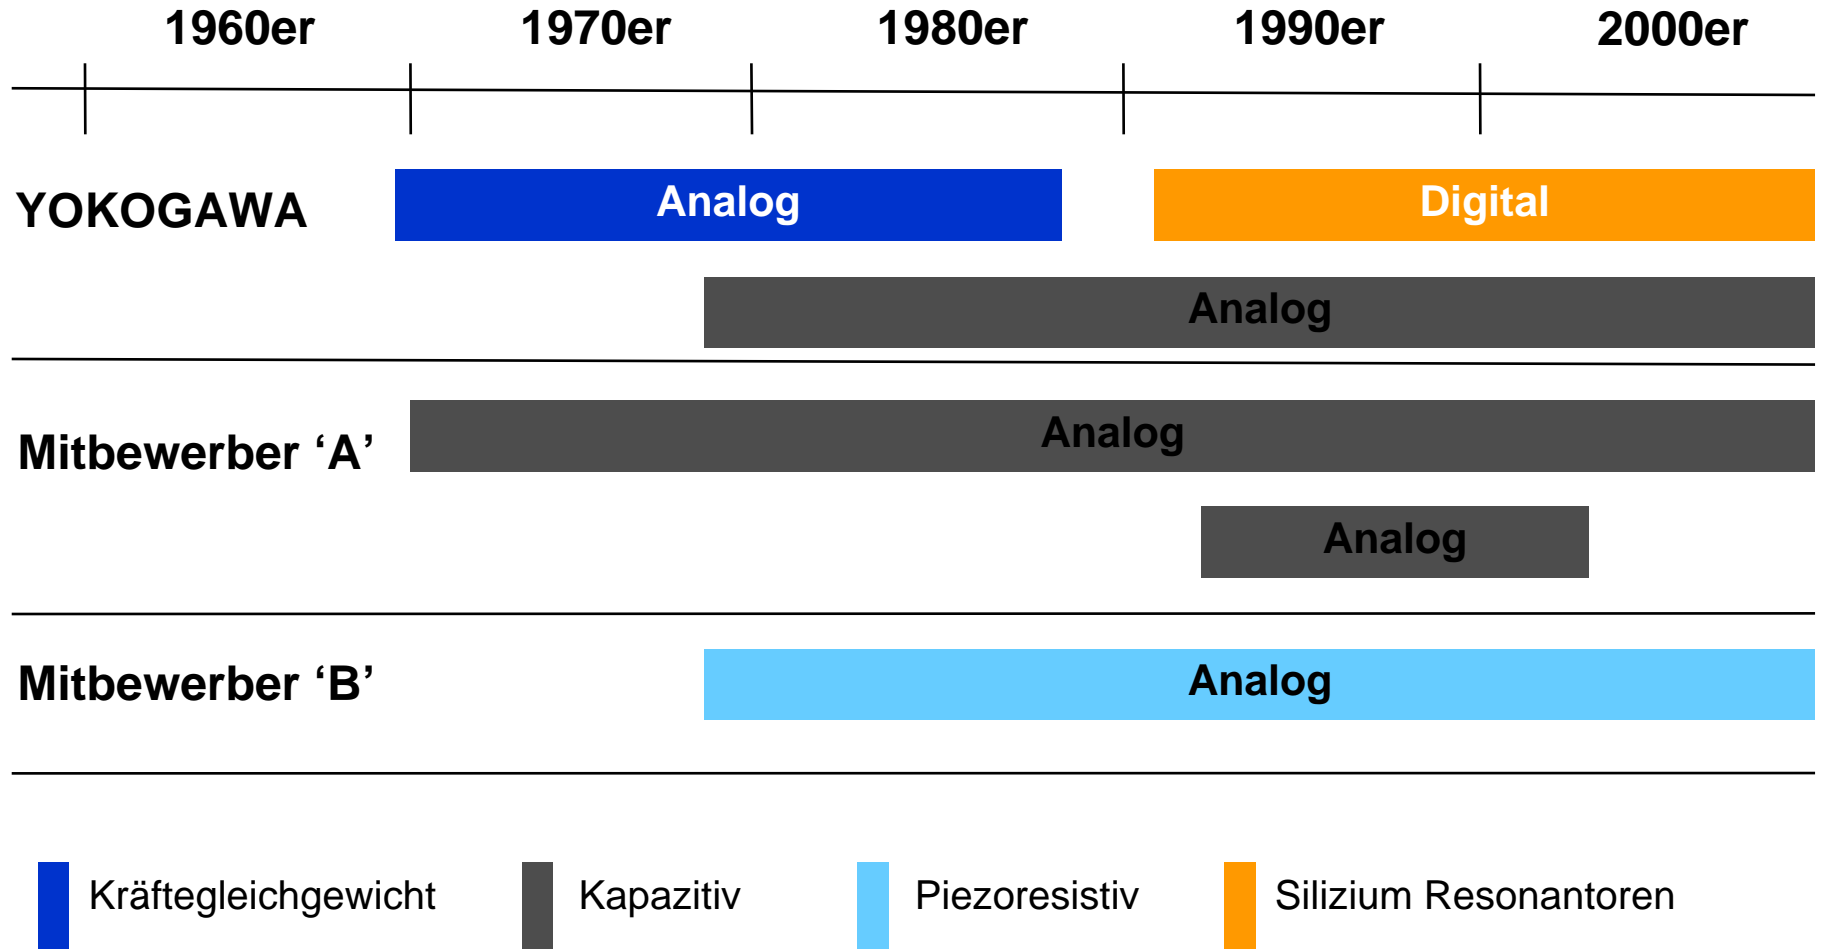 1960er 1970er 1980er 1990er 2000er
YOKOGAWA Analog Digital
Analog
Mitbewerber ‘A’ Analog
Analog
Mitbewerber ‘B’ Analog
Kräftegleichgewicht Kapazitiv Piezoresistiv Silizium Resonantoren